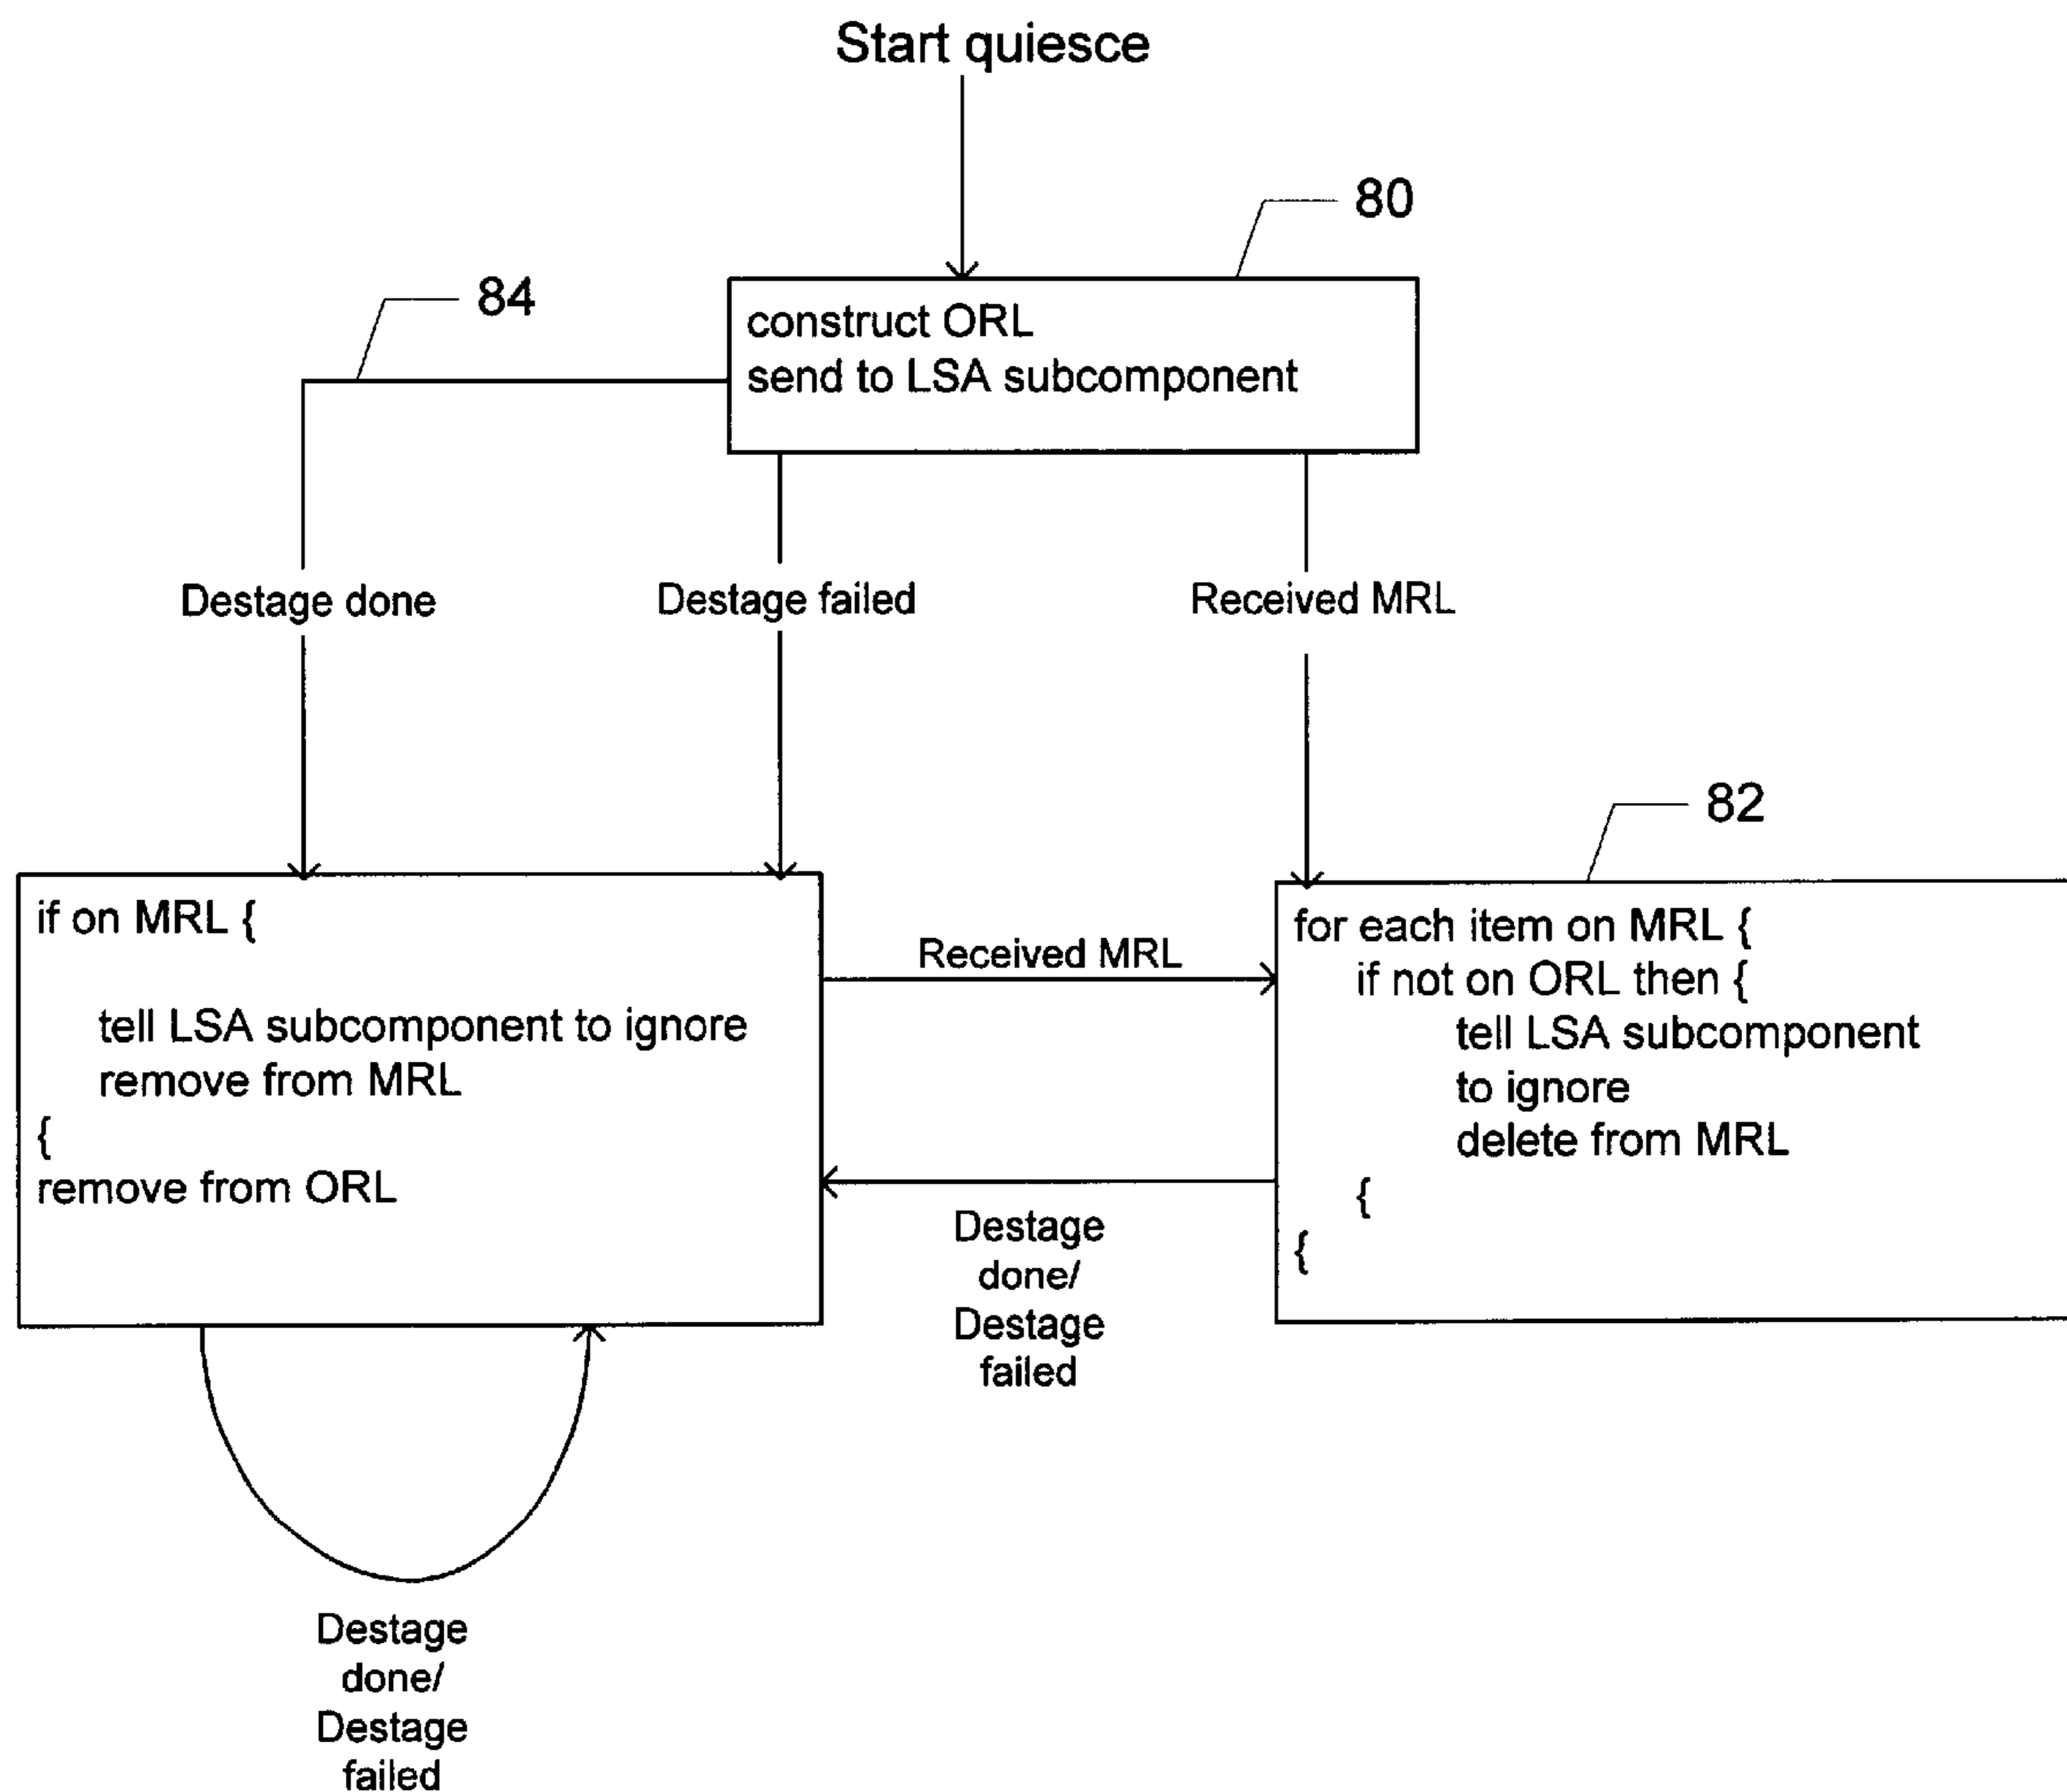 Start quiesce
80
84
construct ORL
send to LSA subcomponent
Destage done
Destage failed
Received MRL
82
if on MRL {
tell LSA subcomponent to ignore
remove from MRL
{
remove from ORL
Received MRL
for each item on MRL {
if not on ORL then {
tell LSA subcomponent
to ignore
delete from MRL
{
{
Destage
done/
Destage
failed
Destage
done/
Destage
failed